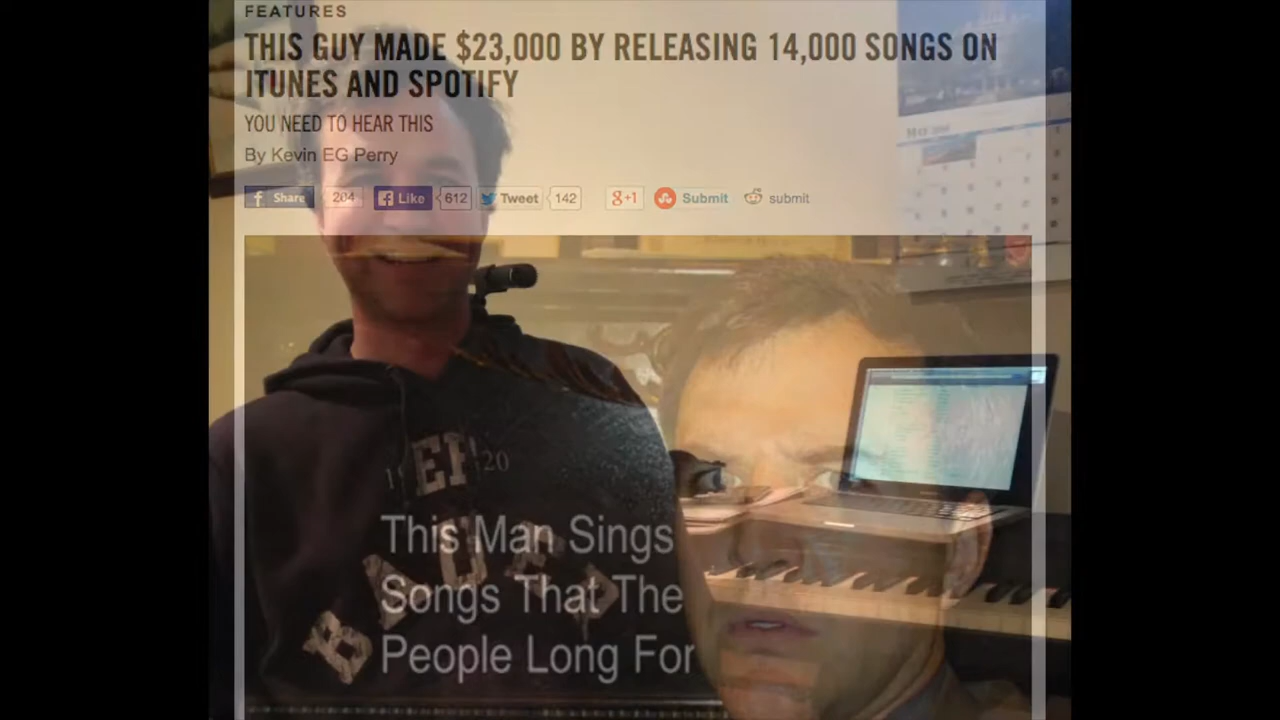 FEATURES
THIS GUY MADE $23,000 BY RELEASING 14,000 SONGS ON
ITUNES AND SPOTIFY
YOU NEED TO HEAR THIS
By Kevin EG Perry
Share 204 Like 612 Tweet 142 g+1 Submit submit
This Man Sings
Songs That The
People Long For